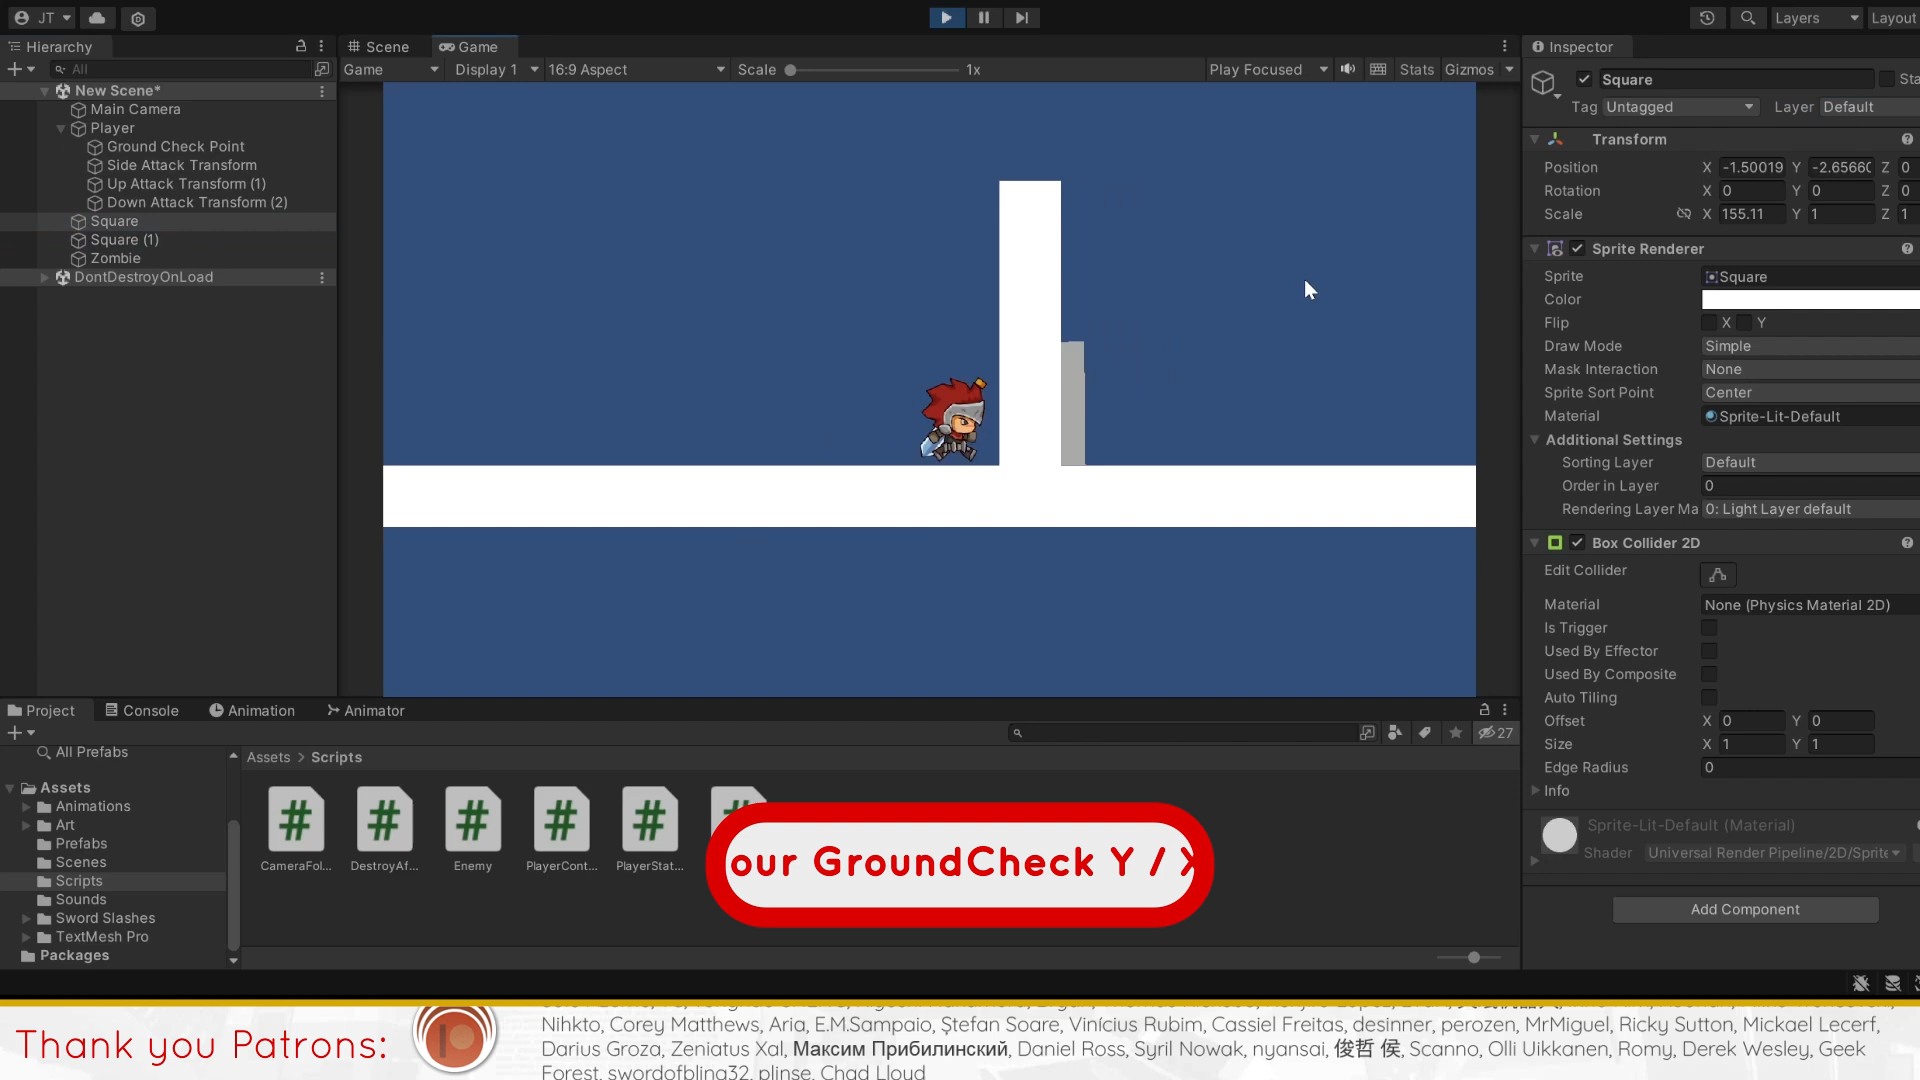 JT
Layers
Layout
Hierarchy
All
New Scene*
Main Camera
Player
Ground Check Point
Side Attack Transform
Up Attack Transform (1)
Down Attack Transform (2)
Square
Square (1)
Zombie
DontDestroyOnLoad
Scene
Game
Game
Display 1
16:9 Aspect
Scale
1x
Play Focused
Stats
Gizmos
Inspector
Square
Sta
Tag Untagged
Layer Default
Transform
Position X -1.50019 Y -2.6566( Z 0
Rotation X 0 Y 0 Z 0
Scale X 155.11 Y 1 Z 1
Sprite Renderer
Sprite Square
Color
Flip X Y
Draw Mode Simple
Mask Interaction None
Sprite Sort Point Center
Material Sprite-Lit-Default
Additional Settings
Sorting Layer Default
Order in Layer 0
Rendering Layer Ma 0: Light Layer default
Box Collider 2D
Edit Collider
Material None (Physics Material 2D)
Is Trigger
Used By Effector
Used By Composite
Auto Tiling
Offset X 0 Y 0
Size X 1 Y 1
Edge Radius 0
Info
Sprite-Lit-Default (Material)
Shader Universal Render Pipeline/2D/Sprite
Add Component
Project
Console
Animation
Animator
27
All Prefabs
Assets
Animations
Art
Prefabs
Scenes
Scripts
Sounds
Sword Slashes
TextMesh Pro
Packages
Assets > Scripts
CameraFol...
DestroyAf...
Enemy
PlayerCont...
PlayerStat...
our GroundCheck Y / X
Thank you Patrons:
Nihkto, Corey Matthews, Aria, E.M.Sampaio, Ștefan Soare, Vinícius Rubim, Cassiel Freitas, desinner, perozen, MrMiguel, Ricky Sutton, Mickael Lecerf,
Darius Groza, Zeniatus Xal, Максим Прибилинский, Daniel Ross, Syril Nowak, nyansai, 俊哲 侯, Scanno, Olli Uikkanen, Romy, Derek Wesley, Geek
Forest, swordofbling32, plinse, Chad Lloud